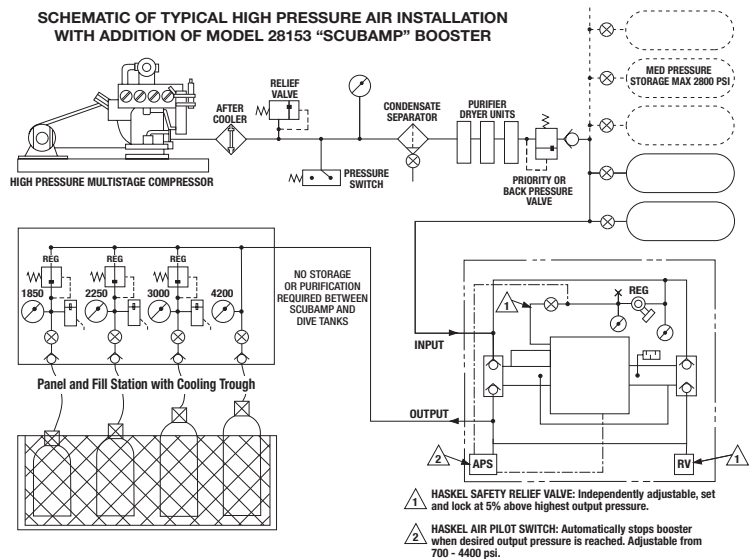 SCHEMATIC OF TYPICAL HIGH PRESSURE AIR INSTALLATION
WITH ADDITION OF MODEL 28153 “SCUBAMP” BOOSTER
RELIEF
VALVE
AFTER
COOLER
CONDENSATE
SEPARATOR
PURIFIER
DRYER UNITS
MED PRESSURE
STORAGE MAX 2800 PSI
HIGH PRESSURE MULTISTAGE COMPRESSOR
PRESSURE
SWITCH
PRIORITY OR
BACK PRESSURE
VALVE
REG
REG
REG
1850
2250
3000
4200
NO STORAGE
OR PURIFICATION
REQUIRED BETWEEN
SCUBAMP AND
DIVE TANKS
Panel and Fill Station with Cooling Trough
INPUT
OUTPUT
1
REG
2
APS
RV
1
1 HASKEL SAFETY RELIEF VALVE: Independently adjustable, set
and lock at 5% above highest output pressure.
2 HASKEL AIR PILOT SWITCH: Automatically stops booster
when desired output pressure is reached. Adjustable from
700 - 4400 psi.